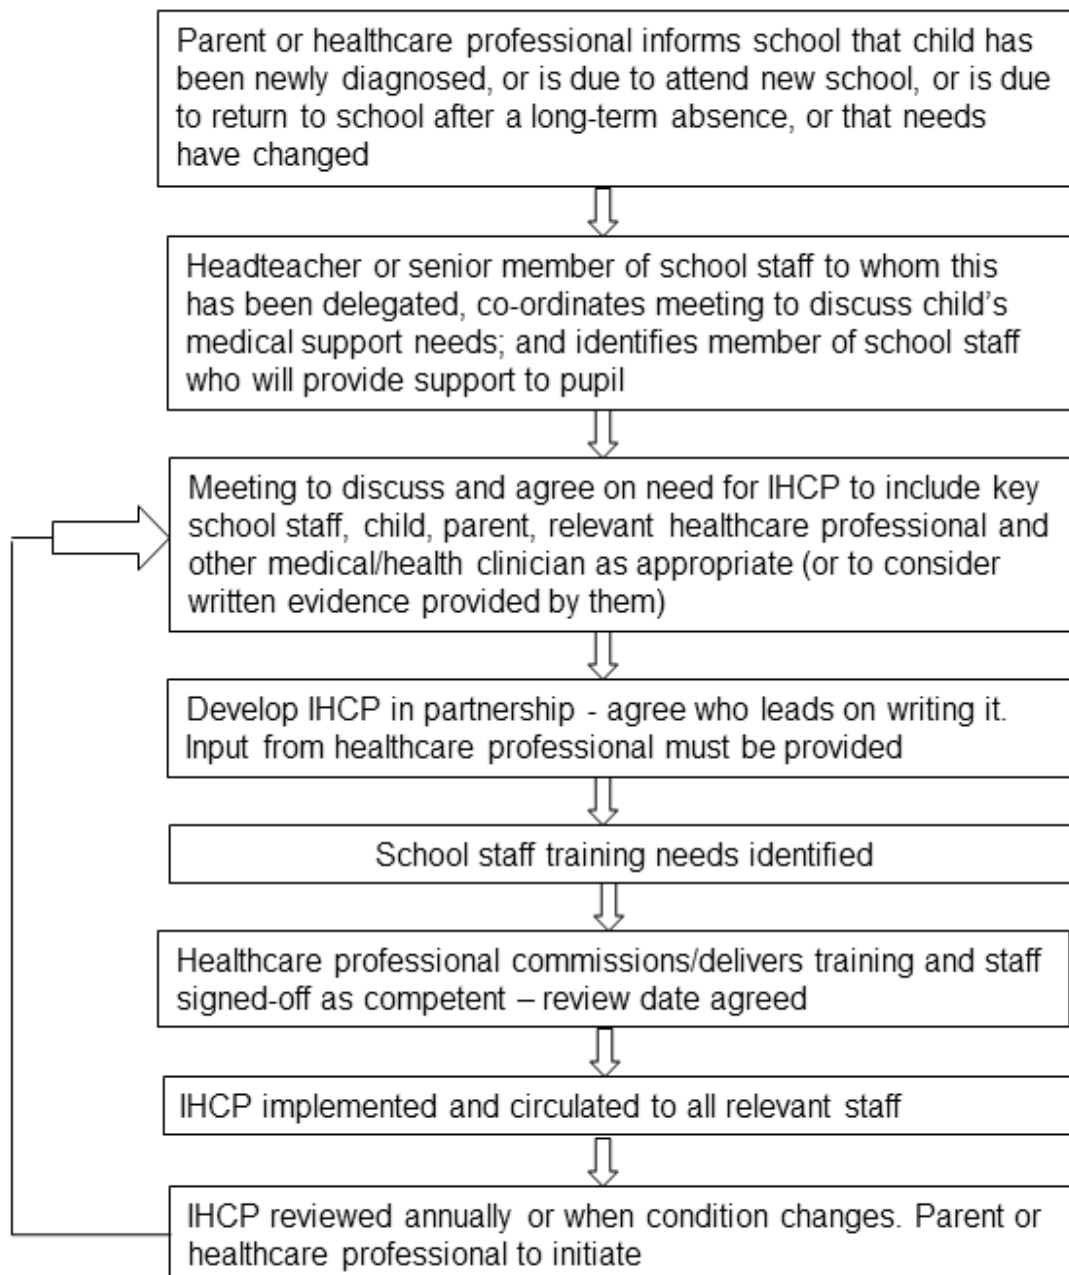 Parent or healthcare professional informs school that child has
been newly diagnosed, or is due to attend new school, or is due
to return to school after a long-term absence, or that needs
have changed
Headteacher or senior member of school staff to whom this
has been delegated, co-ordinates meeting to discuss child’s
medical support needs; and identifies member of school staff
who will provide support to pupil
Meeting to discuss and agree on need for IHCP to include key
school staff, child, parent, relevant healthcare professional and
other medical/health clinician as appropriate (or to consider
written evidence provided by them)
Develop IHCP in partnership - agree who leads on writing it.
Input from healthcare professional must be provided
School staff training needs identified
Healthcare professional commissions/delivers training and staff
signed-off as competent – review date agreed
IHCP implemented and circulated to all relevant staff
IHCP reviewed annually or when condition changes. Parent or
healthcare professional to initiate